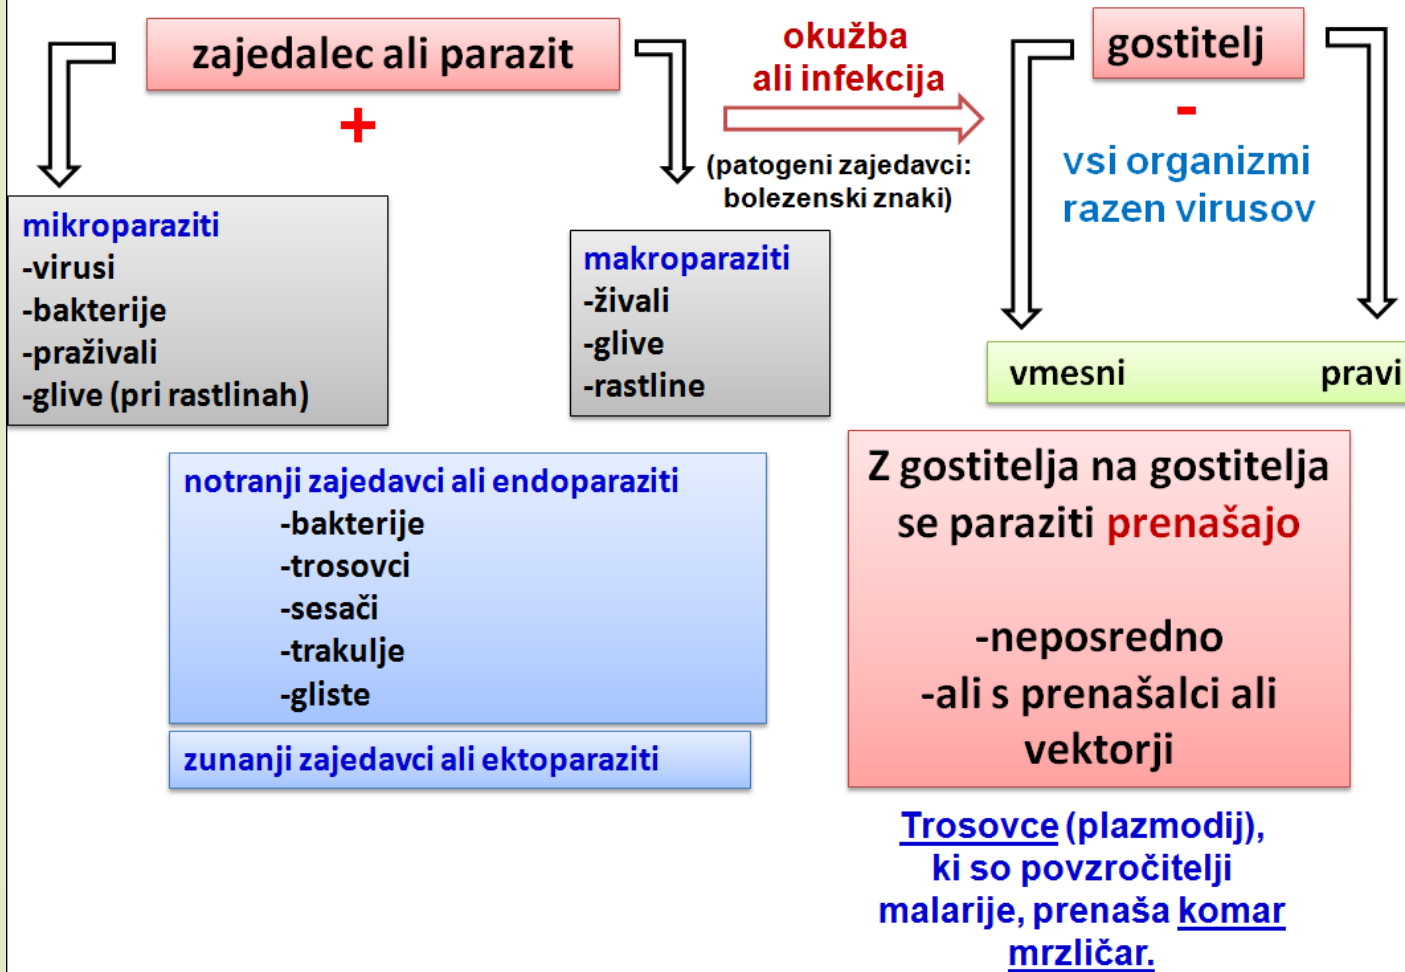 zajedalec ali parazit
+
okužba
ali infekcija
(patogeni zajedavci:
bolezenski znaki)
gostitelj
-
vsi organizmi
razen virusov
mikroparaziti
-virusi
-bakterije
-praživali
-glive (pri rastlinah)
makroparaziti
-živali
-glive
-rastline
vmesni pravi
notranji zajedavci ali endoparaziti
-bakterije
-trosovci
-sesači
-trakulje
-gliste
zunanji zajedavci ali ektoparaziti
Z gostitelja na gostitelja
se paraziti prenašajo
-neposredno
-ali s prenašalci ali
vektorji
Trosovce (plazmodij),
ki so povzročitelji
malarije, prenaša komar
mrzličar.